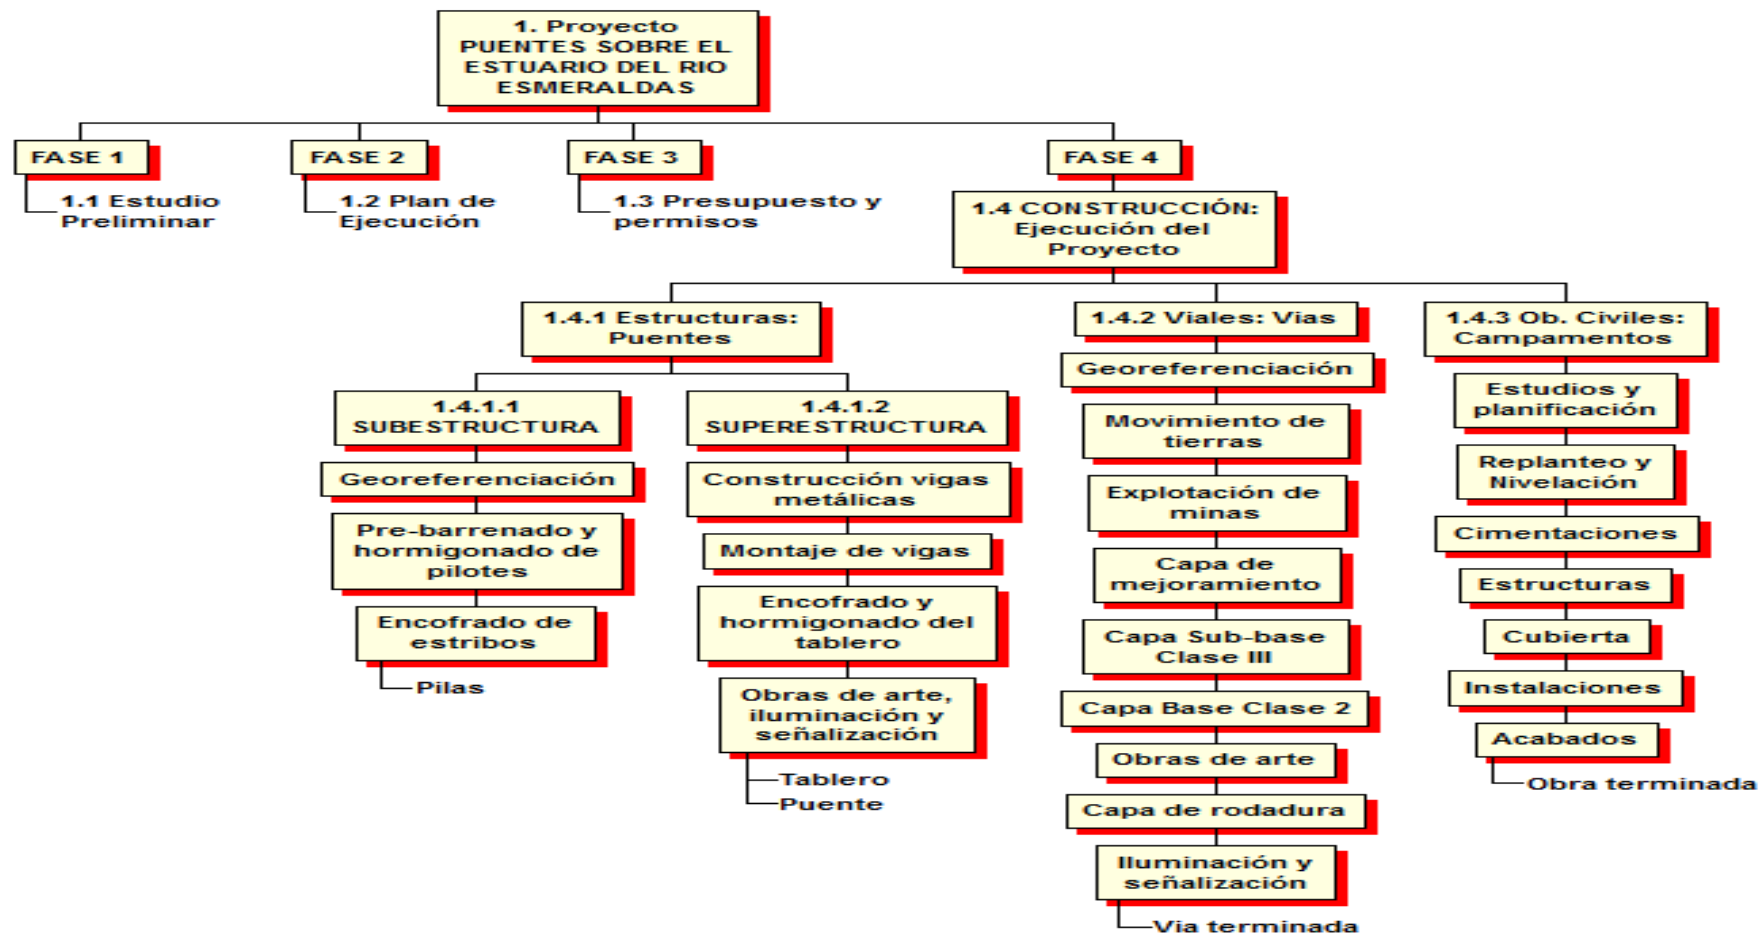 1. Proyecto
PUENTES SOBRE EL
ESTUARIO DEL RIO
ESMERALDAS
FASE 1
1.1 Estudio
Preliminar
FASE 2
1.2 Plan de
Ejecución
FASE 3
1.3 Presupuesto y
permisos
FASE 4
1.4 CONSTRUCCIÓN:
Ejecución del
Proyecto
1.4.1 Estructuras:
Puentes
1.4.1.1
SUBESTRUCTURA
Georeferenciación
Pre-barrenado y
hormigonado de
pilotes
Encofrado de
estribos
Pilas
1.4.1.2
SUPERESTRUCTURA
Construcción vigas
metálicas
Montaje de vigas
Encofrado y
hormigonado del
tablero
Obras de arte,
iluminación y
señalización
Tablero
Puente
1.4.2 Viales: Vias
Georeferenciación
Movimiento de
tierras
Explotación de
minas
Capa de
mejoramiento
Capa Sub-base
Clase III
Capa Base Clase 2
Obras de arte
Capa de rodadura
Iluminación y
señalización
Via terminada
1.4.3 Ob. Civiles:
Campamentos
Estudios y
planificación
Replanteo y
Nivelación
Cimentaciones
Estructuras
Cubierta
Instalaciones
Acabados
Obra terminada